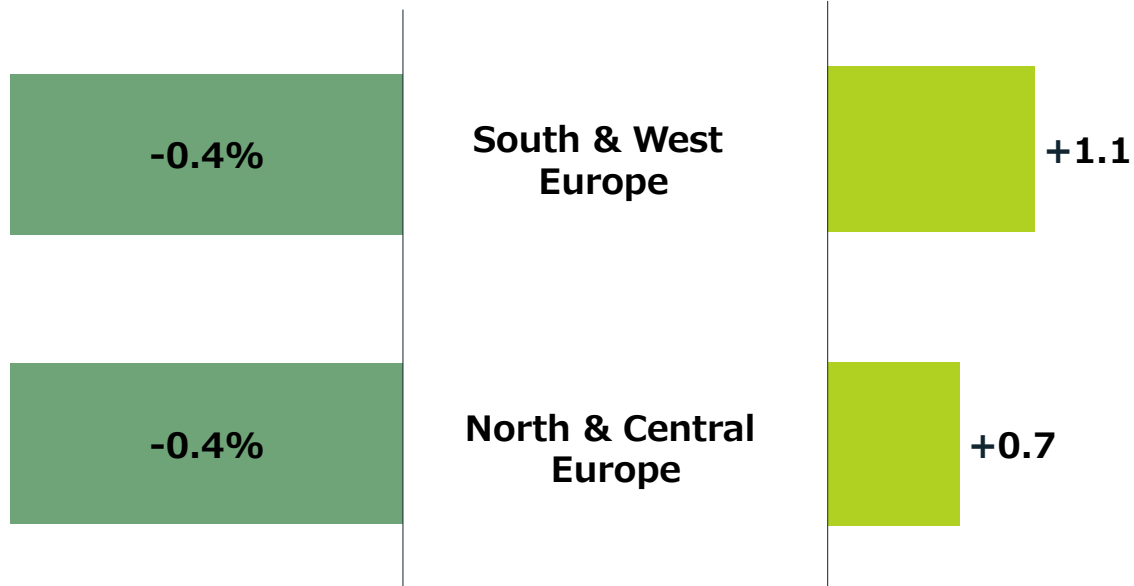 -0.4%
South & West
Europe
+1.1
-0.4%
North & Central
Europe
+0.7